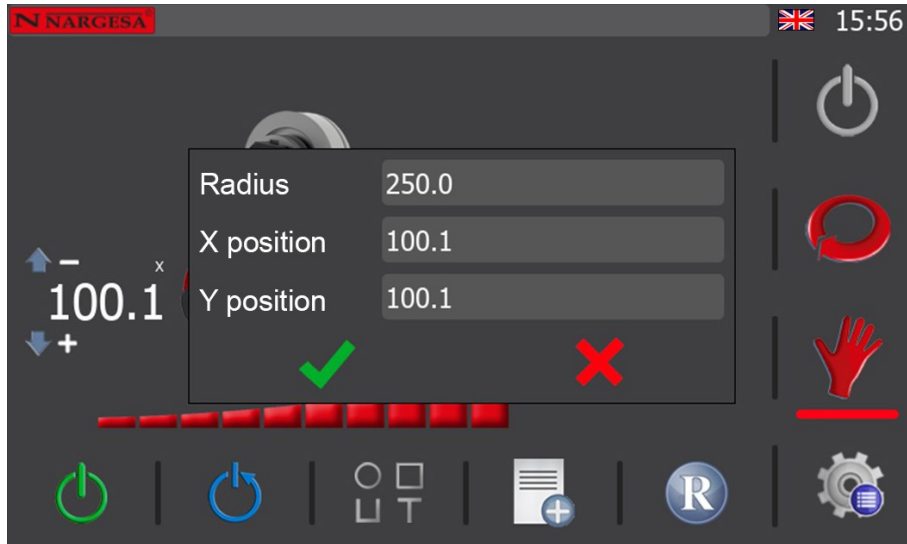 N NARGESA
15:56
Radius 250.0
X position 100.1
Y position 100.1
−
x
100.1
+
R